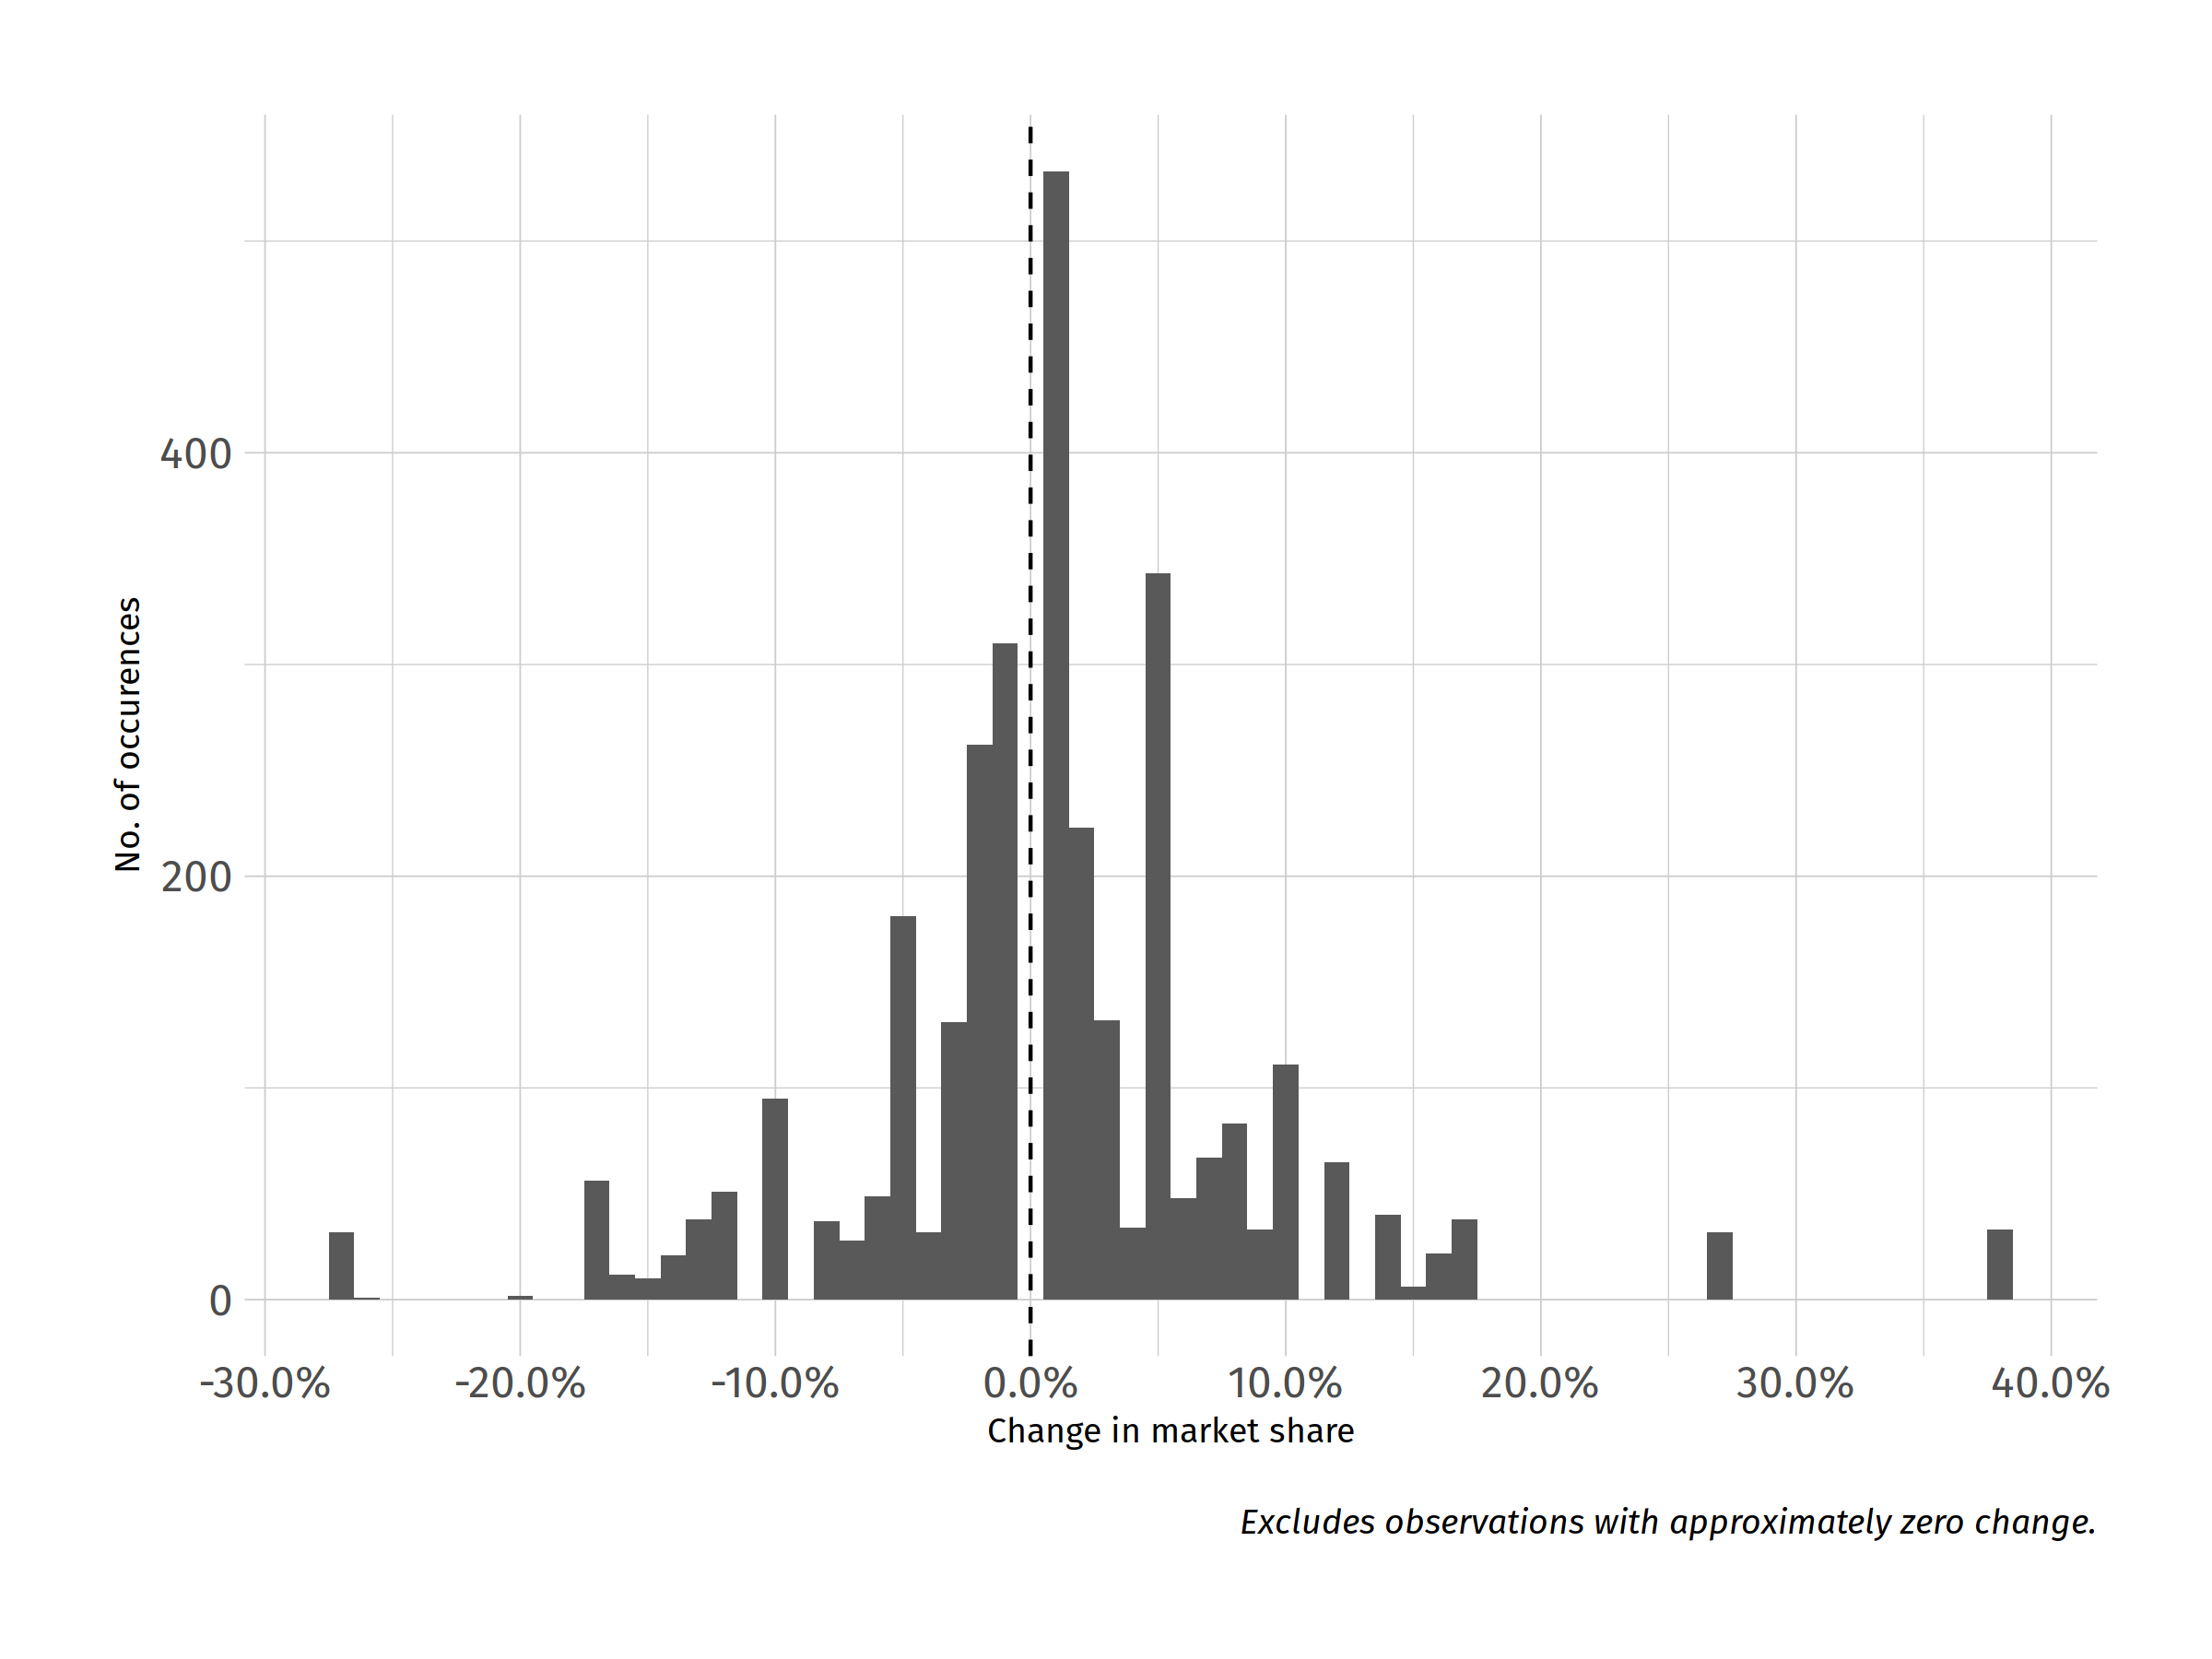 400
200
0
No. of occurences
-30.0% -20.0% -10.0% 0.0% 10.0% 20.0% 30.0% 40.0%
Change in market share
Excludes observations with approximately zero change.